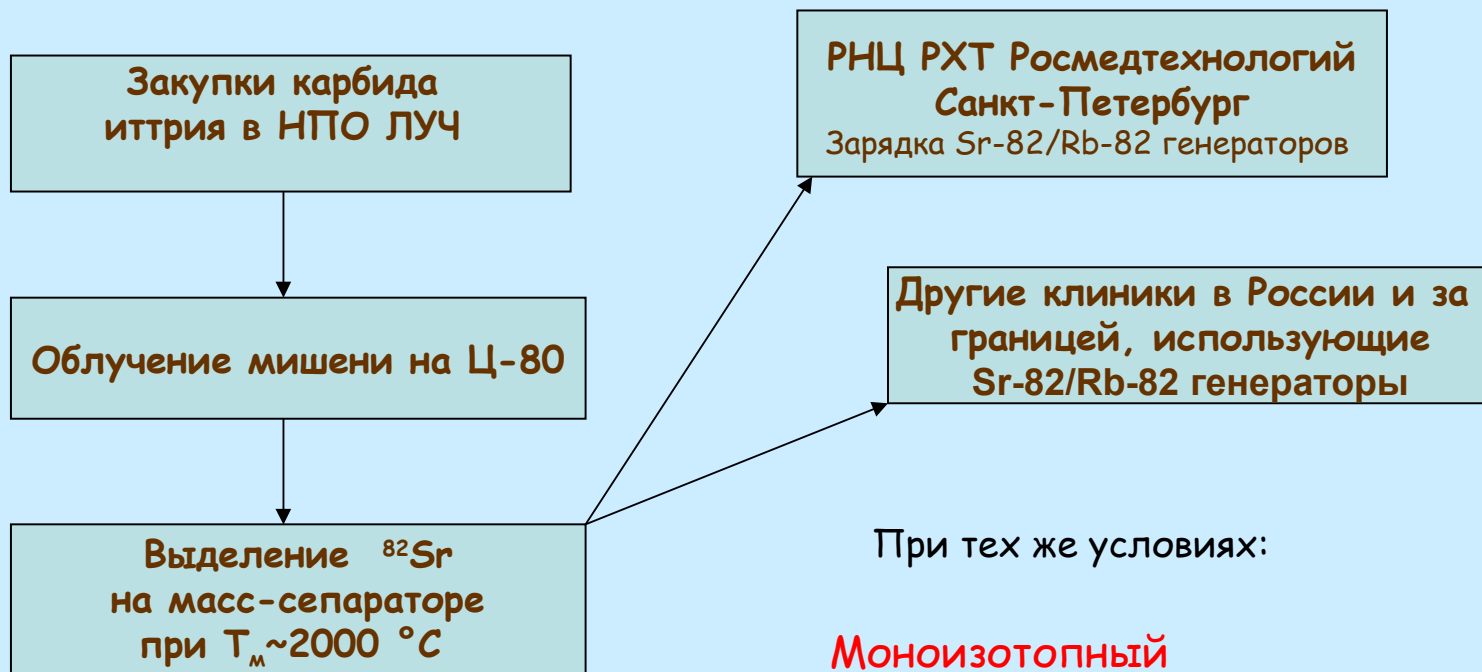 Закупки карбида
иттрия в НПО ЛУЧ
Облучение мишени на Ц-80
Выделение ⁸²Sr
на масс-сепараторе
при Tм~2000 °C
РНЦ РХТ Росмедтехнологий
Санкт-Петербург
Зарядка Sr-82/Rb-82 генераторов
Другие клиники в России и за
границей, использующие
Sr-82/Rb-82 генераторы
При тех же условиях:
Моноизотопный